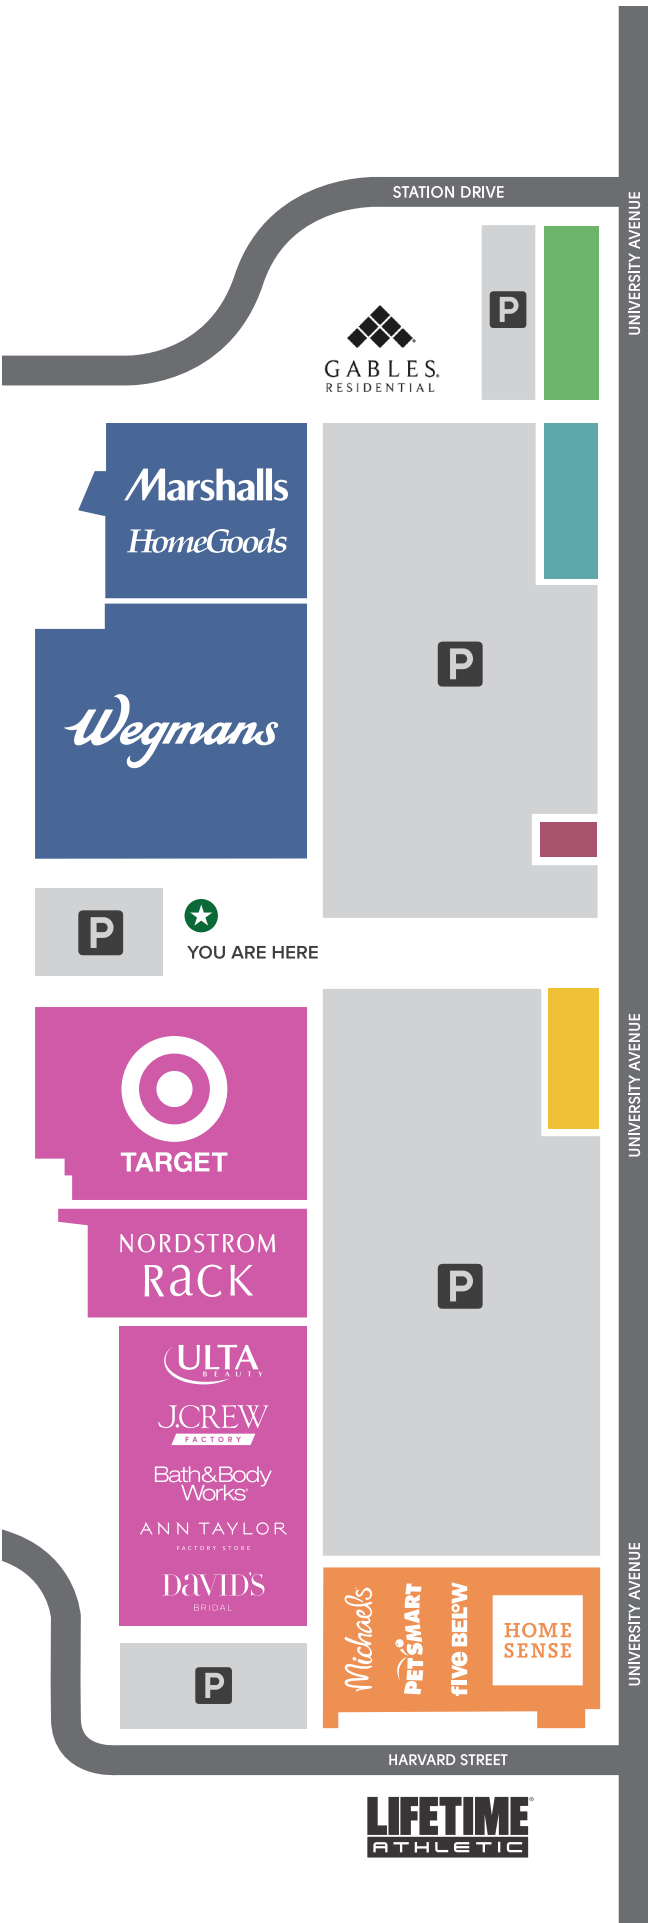 STATION DRIVE
UNIVERSITY AVENUE
P
GABLES
RESIDENTIAL
Marshalls
HomeGoods
P
Wegmans
P
YOU ARE HERE
TARGET
UNIVERSITY AVENUE
NORDSTROM
rack
P
ULTA
BEAUTY
J.CREW
FACTORY
Bath&Body
Works
ANN TAYLOR
FACTORY STORE
DAVID'S
BRIDAL
Michaels
PETSMART
five BELOW
HOME
SENSE
UNIVERSITY AVENUE
P
HARVARD STREET
LIFETIME
ATHLETIC